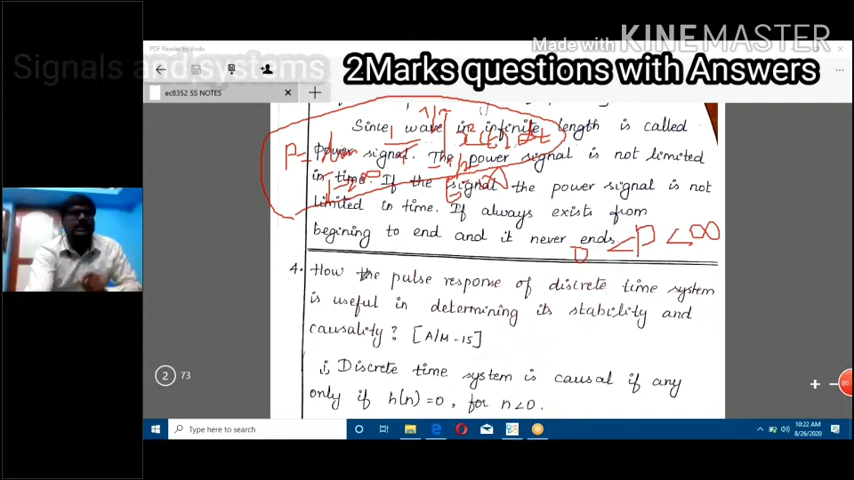 Made with KINEMASTER
PDF Reader by Xodo
Signals and systems
2Marks questions with Answers
ec8352 SS NOTES
Since wave in infinite length is called
Power signal. The power signal is not limited
in time. If the signal the power signal is not
limited in time. If always exists from
begining to end and it never ends
0 < P < ∞
4. How the pulse response of discrete time system
is useful in determining its stability and
causality? [A/M-15]
i, Discrete time system is causal if any
only if h(n)=0, for n<0.
2 73
Type here to search
10:22 AM
8/26/2020